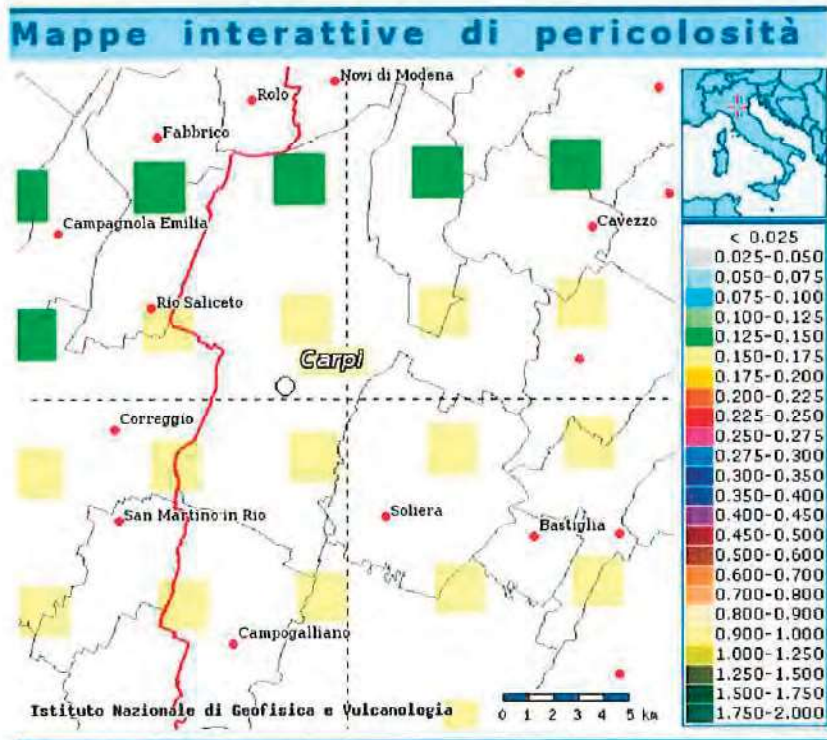 Mappe interattive di pericolosità
Novi di Modena
Rolo
Fabbrico
Campagnola Emilia
Cavezzo
Rio Saliceto
Carpi
Correggio
San Martino in Rio
Soliera
Bastiglia
Campogalliano
Istituto Nazionale di Geofisica e Vulcanologia
0 1 2 3 4 5 km
< 0.025
0.025-0.050
0.050-0.075
0.075-0.100
0.100-0.125
0.125-0.150
0.150-0.175
0.175-0.200
0.200-0.225
0.225-0.250
0.250-0.275
0.275-0.300
0.300-0.350
0.350-0.400
0.400-0.450
0.450-0.500
0.500-0.600
0.600-0.700
0.700-0.800
0.800-0.900
0.900-1.000
1.000-1.250
1.250-1.500
1.500-1.750
1.750-2.000